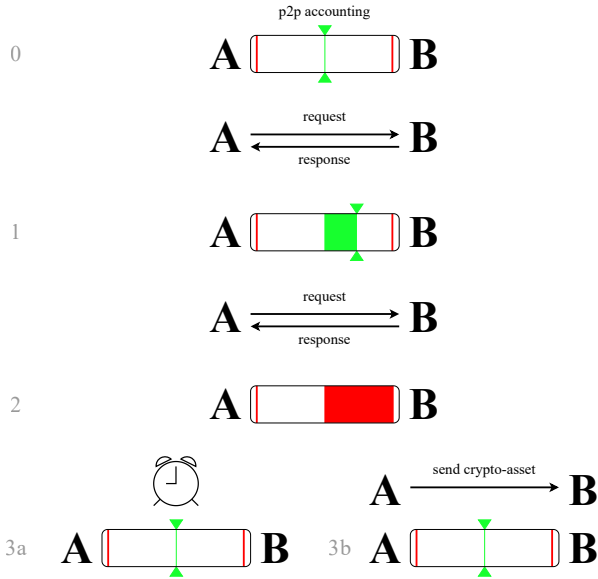 p2p accounting
0 A B
request
A B
response
1 A B
request
A B
response
2 A B
send crypto-asset
A B
3a A B 3b A B